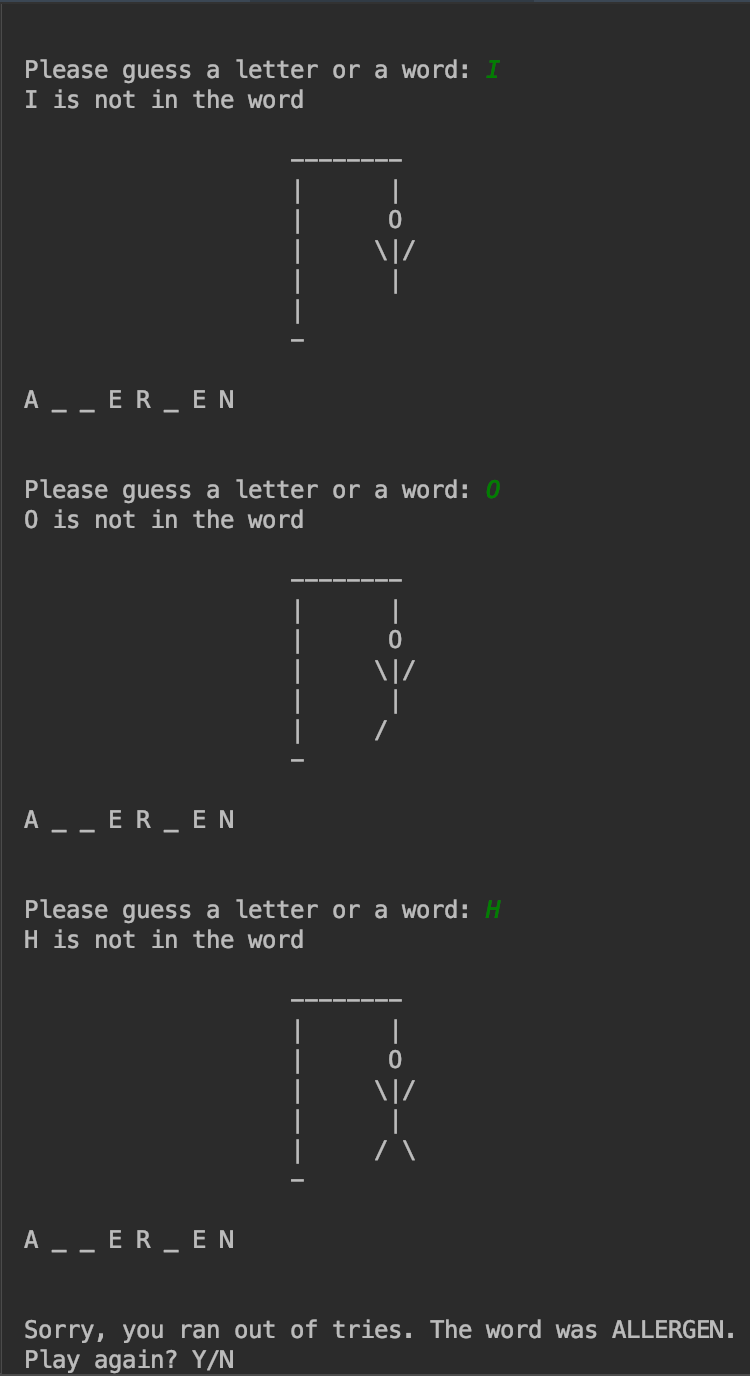 Please guess a letter or a word: I
I is not in the word
--------
|      |
|      O
|     \|/
|      |
|
-
A _ _ E R _ E N
Please guess a letter or a word: O
O is not in the word
--------
|      |
|      O
|     \|/
|      |
|     /
-
A _ _ E R _ E N
Please guess a letter or a word: H
H is not in the word
--------
|      |
|      O
|     \|/
|      |
|     / \
-
A _ _ E R _ E N
Sorry, you ran out of tries. The word was ALLERGEN.
Play again? Y/N